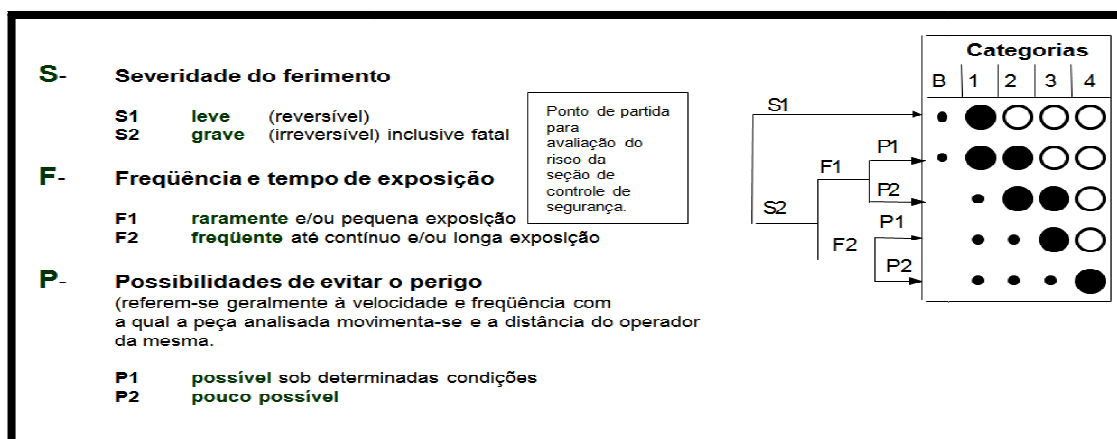 S- Severidade do ferimento
S1 leve (reversível)
S2 grave (irreversível) inclusive fatal
F- Freqüência e tempo de exposição
F1 raramente e/ou pequena exposição
F2 freqüente até contínuo e/ou longa exposição
P- Possibilidades de evitar o perigo
(referem-se geralmente à velocidade e freqüência com
a qual a peça analisada movimenta-se e a distância do operador
da mesma.
P1 possível sob determinadas condições
P2 pouco possível
Ponto de partida
para
avaliação do
risco da
seção de
controle de
segurança.
Categorias
B 1 2 3 4
S1
P1
F1
P2
S2
P1
F2
P2